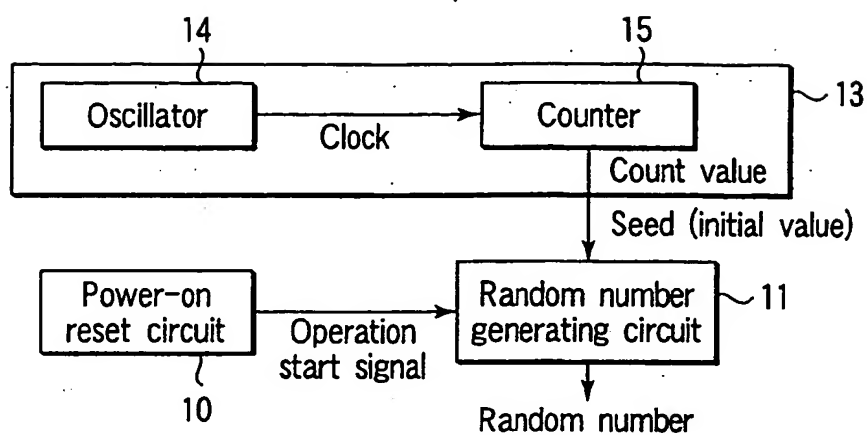 14
15
13
Oscillator
Clock
Counter
Count value
Seed (initial value)
Power-on
reset circuit
Operation
start signal
Random number
generating circuit
11
10
Random number